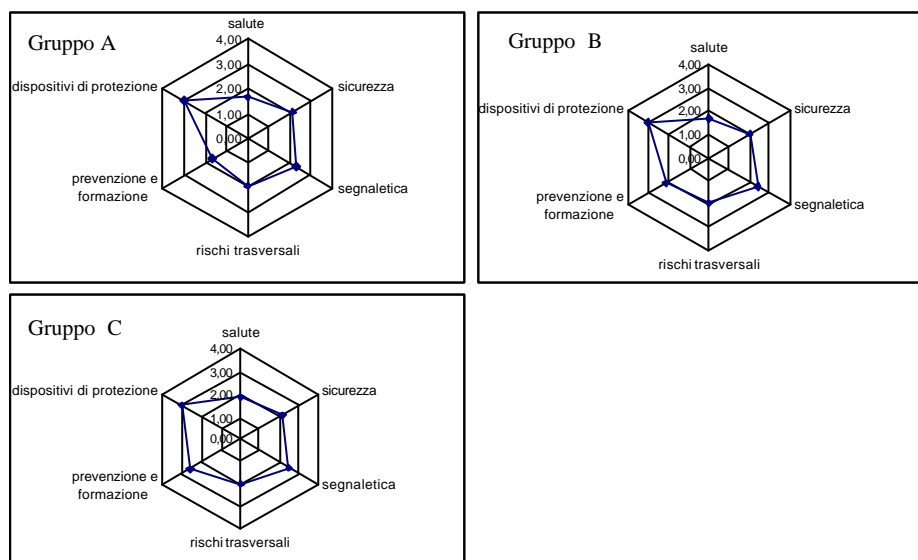 Gruppo A
salute
4,00
3,00
2,00
1,00
0,00
dispositivi di protezione
sicurezza
prevenzione e
formazione
segnaletica
rischi trasversali
Gruppo B
salute
4,00
3,00
2,00
1,00
0,00
dispositivi di protezione
sicurezza
prevenzione e
formazione
segnaletica
rischi trasversali
Gruppo C
salute
4,00
3,00
2,00
1,00
0,00
dispositivi di protezione
sicurezza
prevenzione e
formazione
segnaletica
rischi trasversali